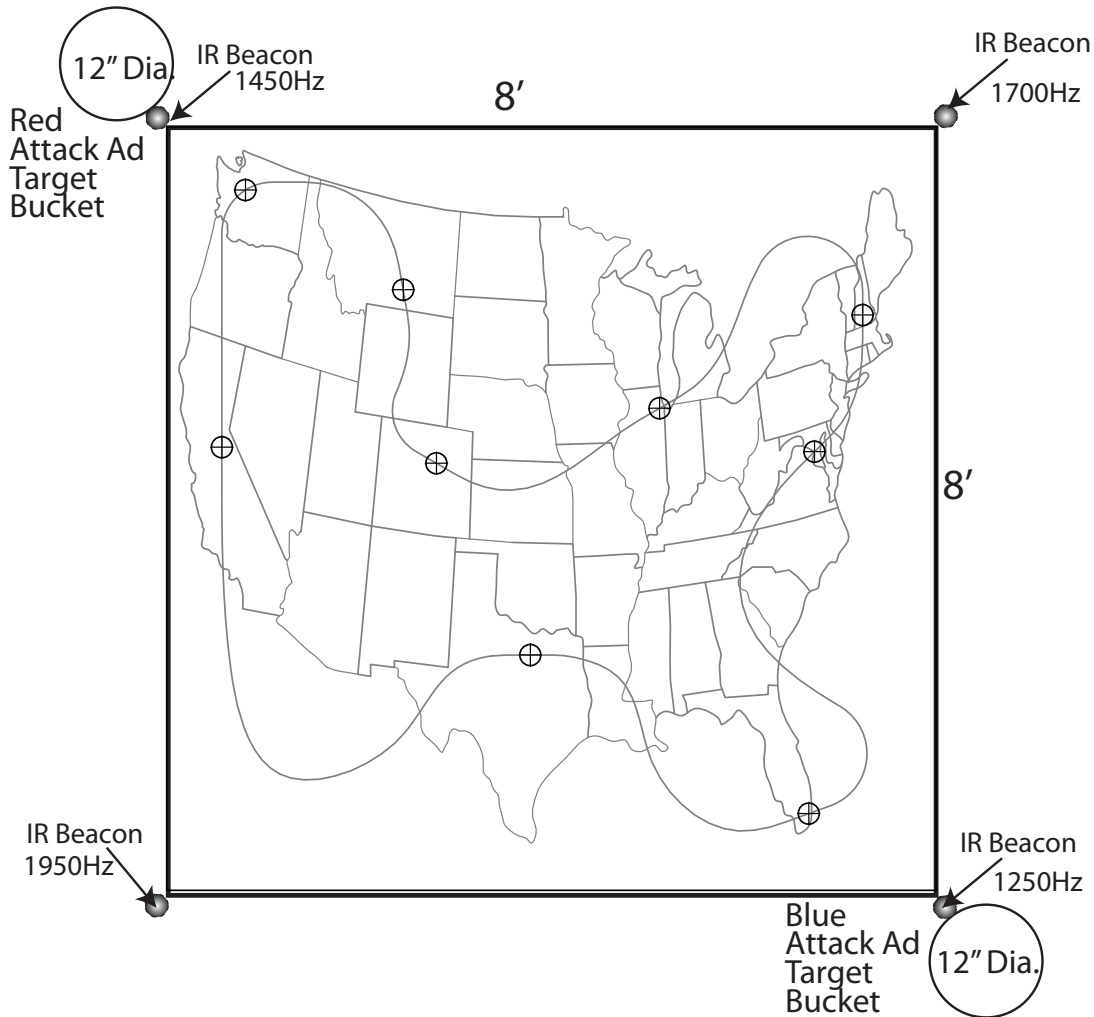 12” Dia.
IR Beacon
1450Hz
8’
IR Beacon
1700Hz
Red
Attack Ad
Target
Bucket
8’
IR Beacon
1950Hz
IR Beacon
1250Hz
Blue
Attack Ad
Target
Bucket
12” Dia.